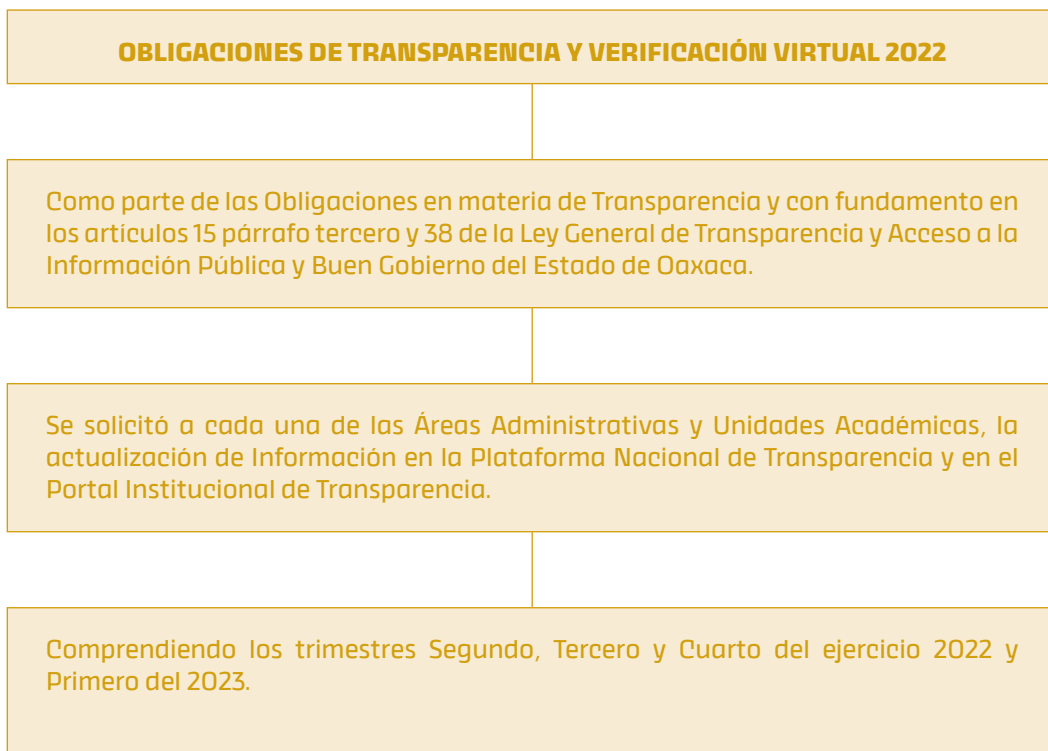 OBLIGACIONES DE TRANSPARENCIA Y VERIFICACIÓN VIRTUAL 2022
Como parte de las Obligaciones en materia de Transparencia y con fundamento en
los artículos 15 párrafo tercero y 38 de la Ley General de Transparencia y Acceso a la
Información Pública y Buen Gobierno del Estado de Oaxaca.
Se solicitó a cada una de las Áreas Administrativas y Unidades Académicas, la
actualización de Información en la Plataforma Nacional de Transparencia y en el
Portal Institucional de Transparencia.
Comprendiendo los trimestres Segundo, Tercero y Cuarto del ejercicio 2022 y
Primero del 2023.